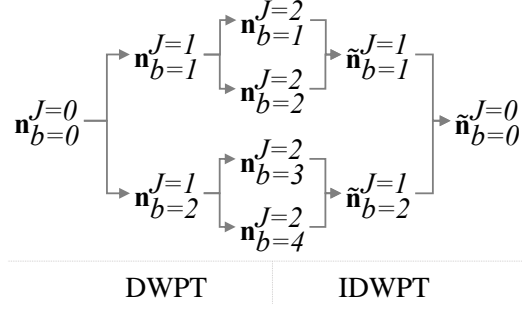 n^{J=0}_{b=0}
n^{J=1}_{b=1}
n^{J=1}_{b=2}
n^{J=2}_{b=1}
n^{J=2}_{b=2}
n^{J=2}_{b=3}
n^{J=2}_{b=4}
ñ^{J=1}_{b=1}
ñ^{J=1}_{b=2}
ñ^{J=0}_{b=0}
DWPT
IDWPT